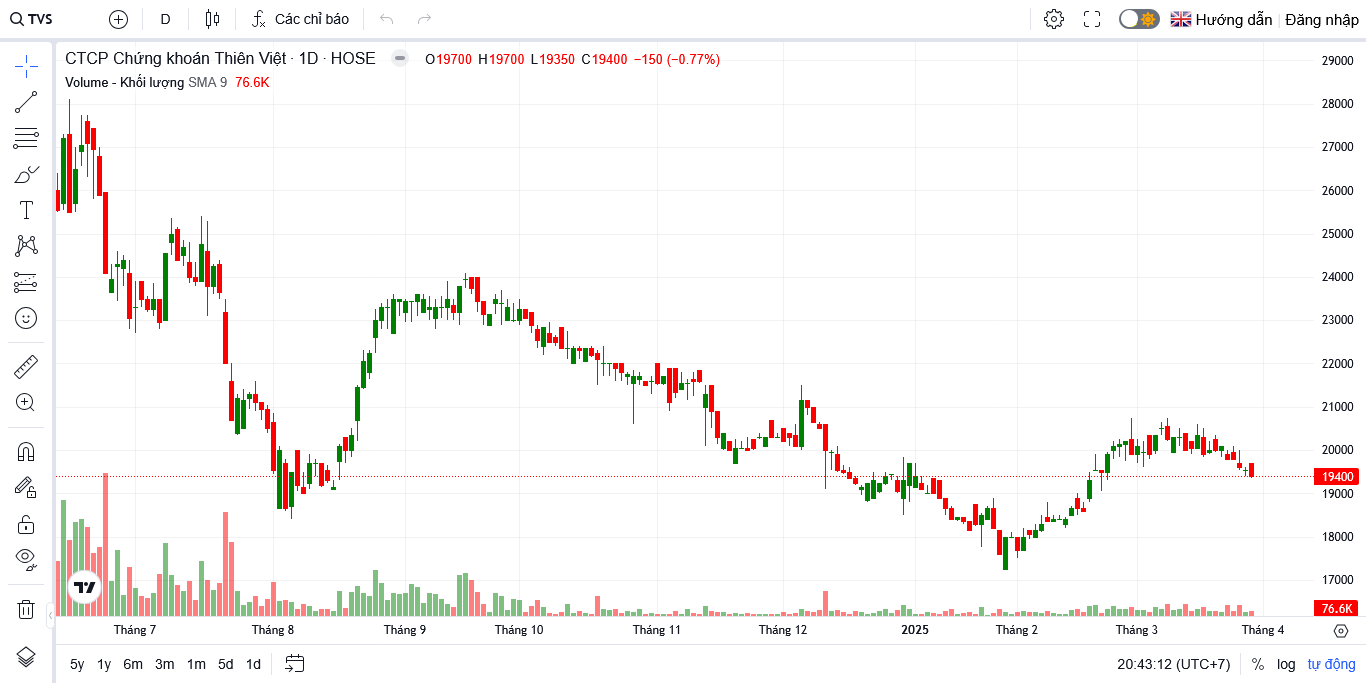 TVS D Các chỉ báo Hướng dẫn Đăng nhập
CTCP Chứng khoán Thiên Việt · 1D · HOSE O19700 H19700 L19350 C19400 −150 (−0.77%)
Volume - Khối lượng SMA 9 76.6K
29000
28000
27000
26000
25000
24000
23000
22000
21000
20000
19400
19000
18000
17000
76.6K
Tháng 7 Tháng 8 Tháng 9 Tháng 10 Tháng 11 Tháng 12 2025 Tháng 2 Tháng 3 Tháng 4
5y 1y 6m 3m 1m 5d 1d 20:43:12 (UTC+7) % log tự động